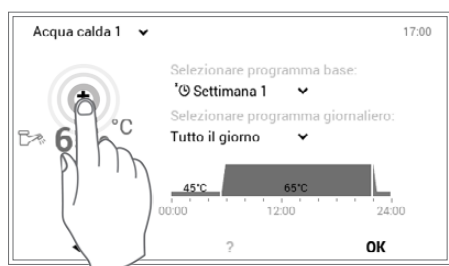 Acqua calda 1
17:00
Selezionare programma base:
Settimana 1
Selezionare programma giornaliero:
Tutto il giorno
+
6 °C
45°C 65°C
00:00 12:00 24:00
? OK